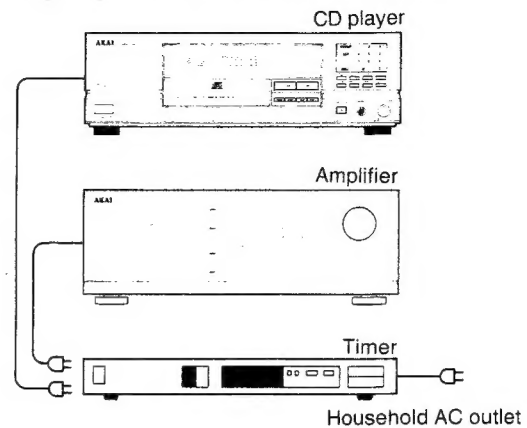 CD player
AKAI
Amplifier
AKAI
Timer
Household AC outlet